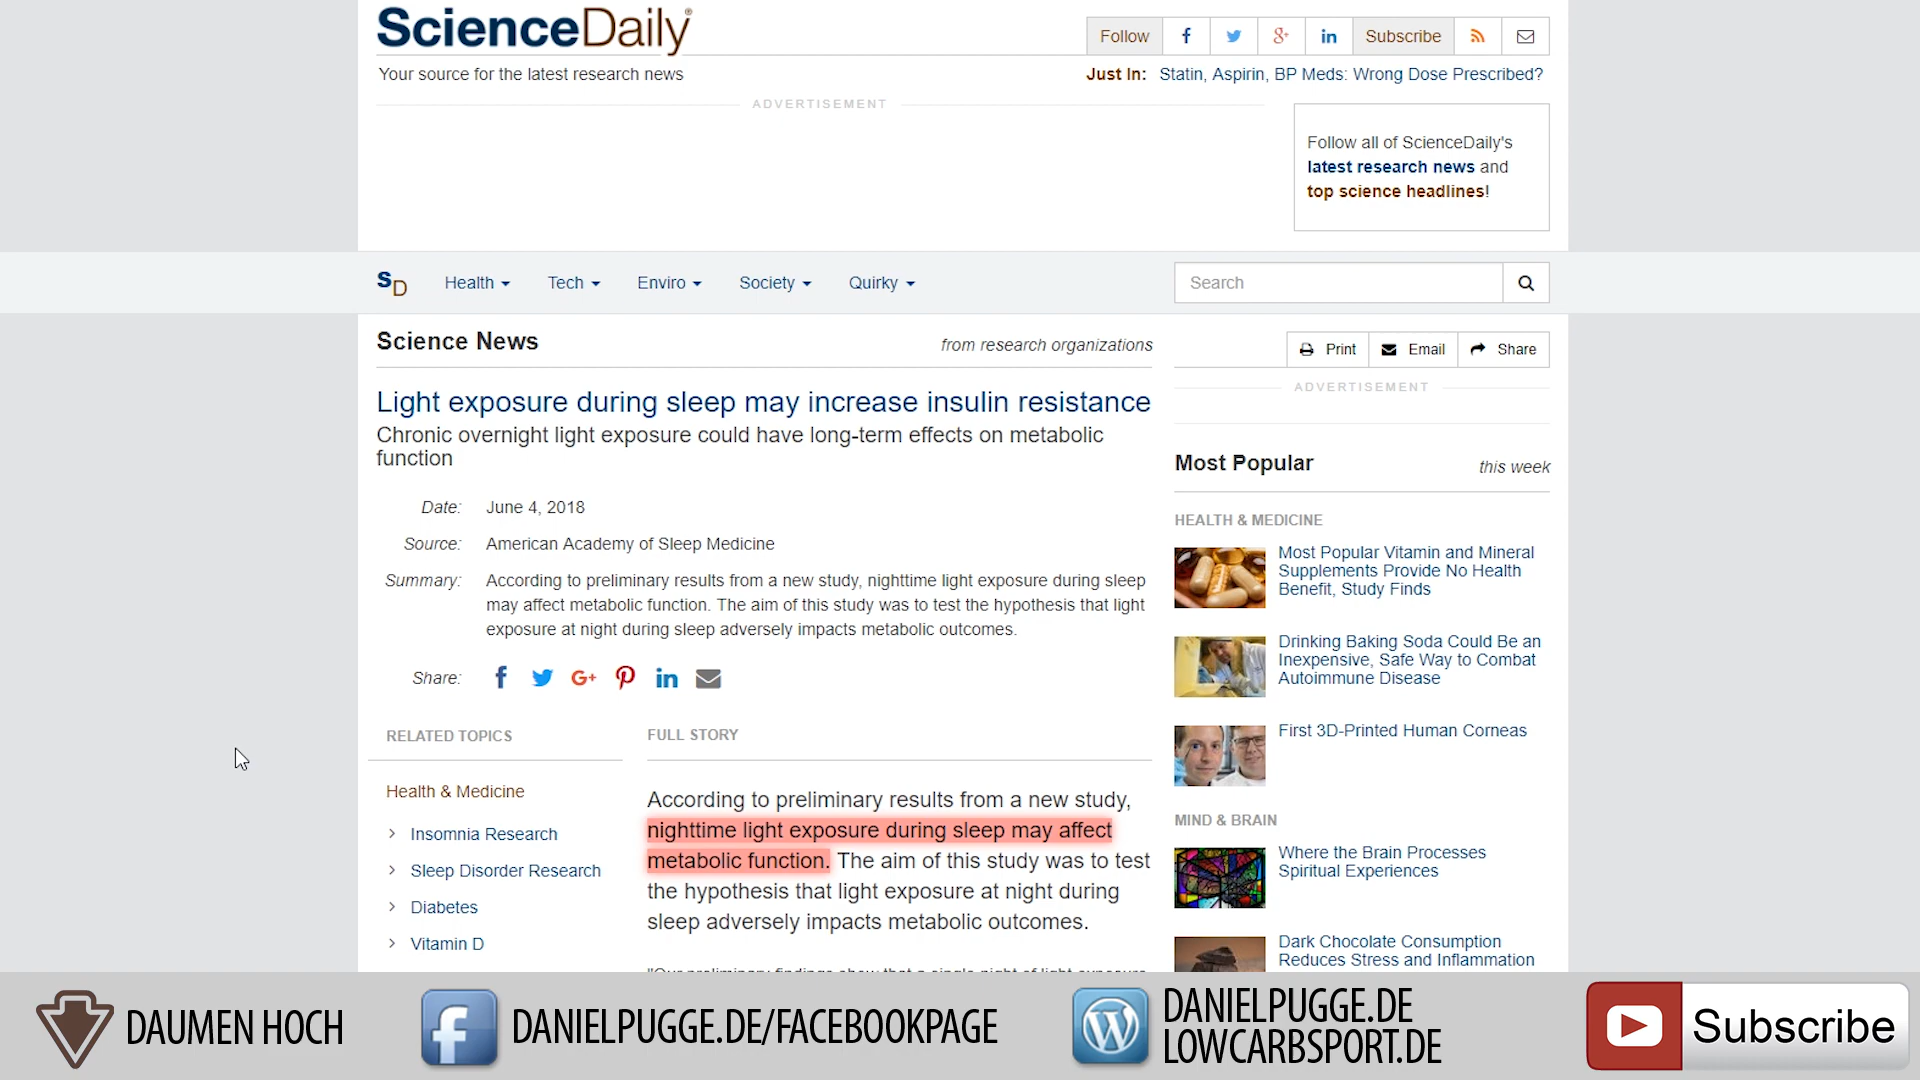 ScienceDaily®
Follow
Subscribe
Your source for the latest research news
Just In: Statin, Aspirin, BP Meds: Wrong Dose Prescribed?
ADVERTISEMENT
Follow all of ScienceDaily's
latest research news and
top science headlines!
SD
Health
Tech
Enviro
Society
Quirky
Search
Science News
from research organizations
Print
Email
Share
ADVERTISEMENT
Light exposure during sleep may increase insulin resistance
Chronic overnight light exposure could have long-term effects on metabolic
function
Date: June 4, 2018
Source: American Academy of Sleep Medicine
Summary: According to preliminary results from a new study, nighttime light exposure during sleep
may affect metabolic function. The aim of this study was to test the hypothesis that light
exposure at night during sleep adversely impacts metabolic outcomes.
Share:
RELATED TOPICS
Health & Medicine
Insomnia Research
Sleep Disorder Research
Diabetes
Vitamin D
FULL STORY
According to preliminary results from a new study,
nighttime light exposure during sleep may affect
metabolic function. The aim of this study was to test
the hypothesis that light exposure at night during
sleep adversely impacts metabolic outcomes.
"Our preliminary findings show that a single night of light exposure
Most Popular
this week
HEALTH & MEDICINE
Most Popular Vitamin and Mineral
Supplements Provide No Health
Benefit, Study Finds
Drinking Baking Soda Could Be an
Inexpensive, Safe Way to Combat
Autoimmune Disease
First 3D-Printed Human Corneas
MIND & BRAIN
Where the Brain Processes
Spiritual Experiences
Dark Chocolate Consumption
Reduces Stress and Inflammation
DAUMEN HOCH
DANIELPUGGE.DE/FACEBOOKPAGE
DANIELPUGGE.DE
LOWCARBSPORT.DE
Subscribe